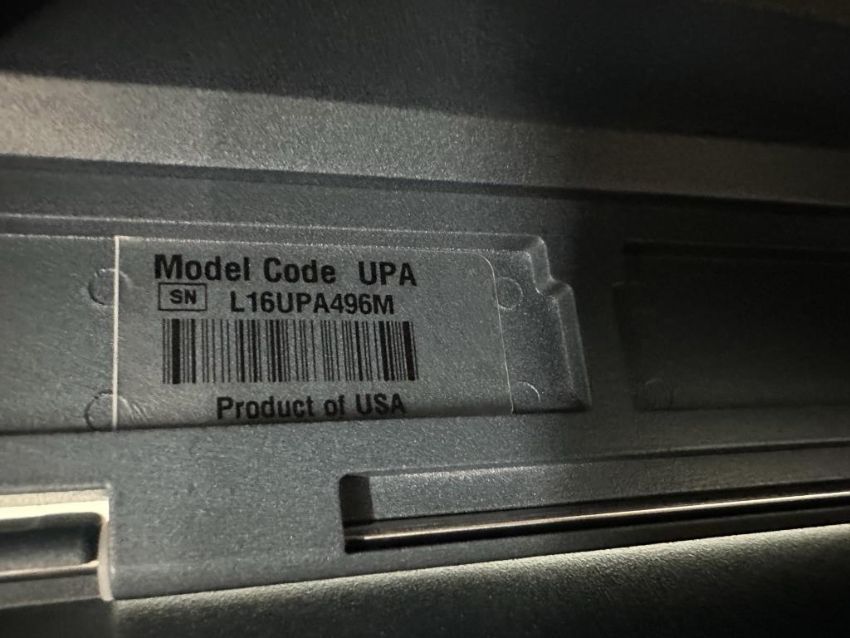 Model Code UPA
SN L16UPA496M
Product of USA